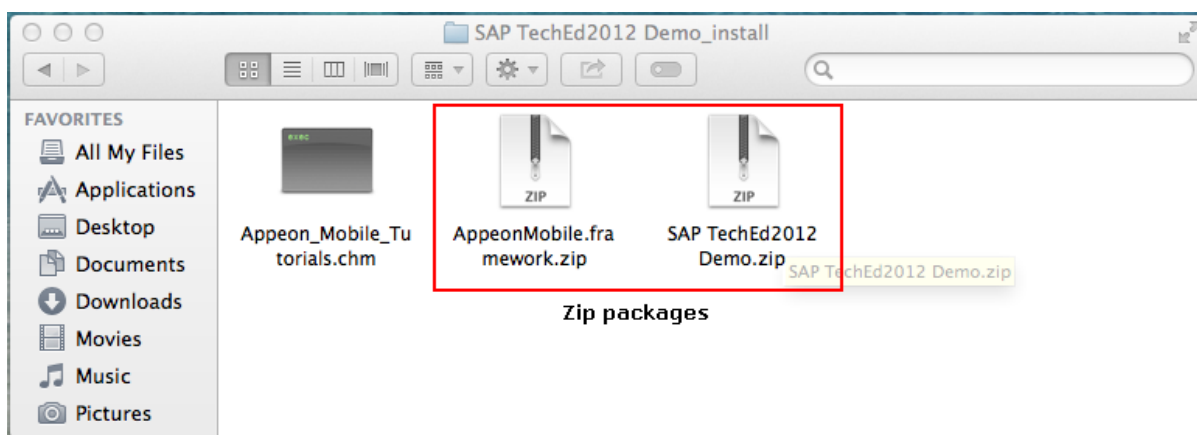 SAP TechEd2012 Demo_install
FAVORITES
All My Files
Applications
Desktop
Documents
Downloads
Movies
Music
Pictures
exec
Appeon_Mobile_Tu
torials.chm
ZIP
AppeonMobile.fra
mework.zip
ZIP
SAP TechEd2012
Demo.zip
SAP TechEd2012 Demo.zip
Zip packages